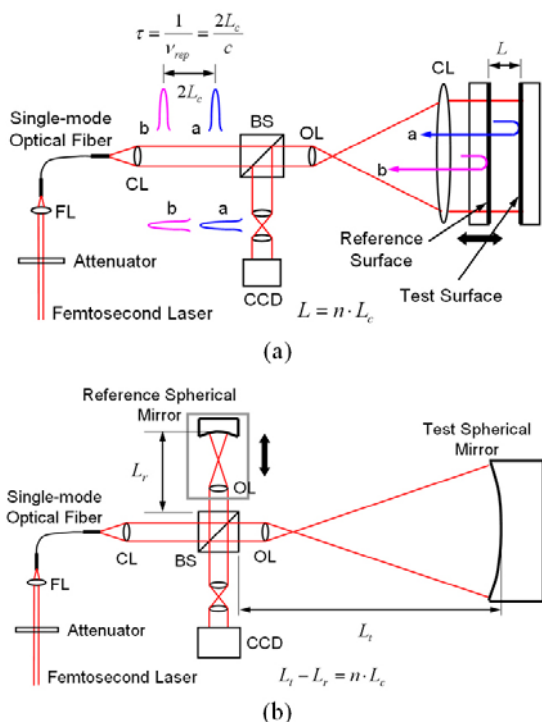 τ = 1/ν_rep = 2L_c/c
2L_c
L
CL
b
a
BS
OL
Single-mode
Optical Fiber
a
b
CL
b
a
FL
Reference
Surface
Attenuator
CCD
Test Surface
Femtosecond Laser
L = n · L_c
(a)
Reference Spherical
Mirror
Test Spherical
Mirror
L_r
OL
Single-mode
Optical Fiber
CL
BS
OL
FL
L_t
Attenuator
CCD
L_t − L_r = n · L_c
Femtosecond Laser
(b)